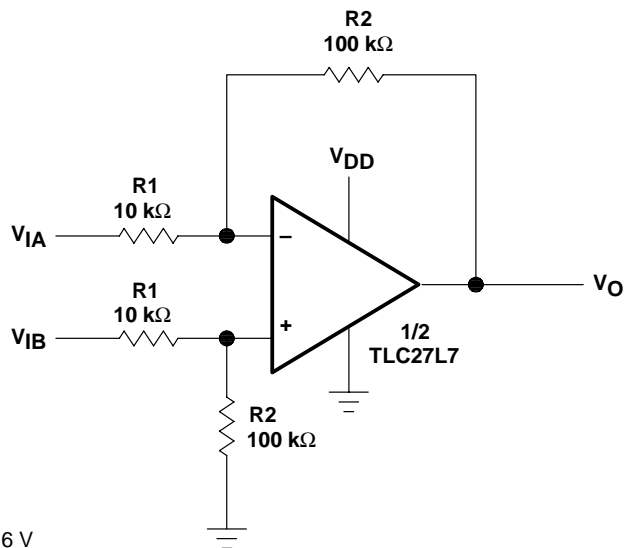 R2
100 kΩ
VDD
R1
10 kΩ
VIA
−
R1
10 kΩ
VO
VIB
+
1/2
TLC27L7
R2
100 kΩ
6 V